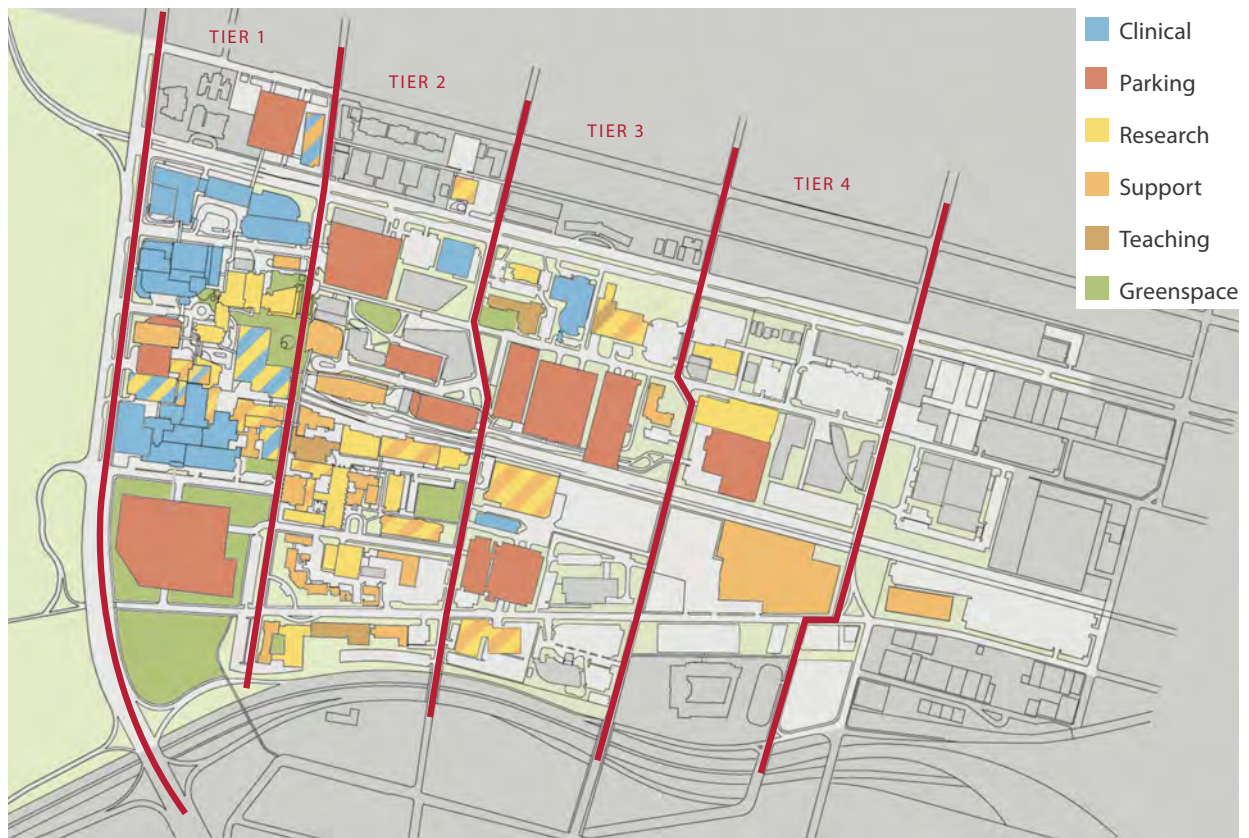 TIER 1
TIER 2
TIER 3
TIER 4
Clinical
Parking
Research
Support
Teaching
Greenspace